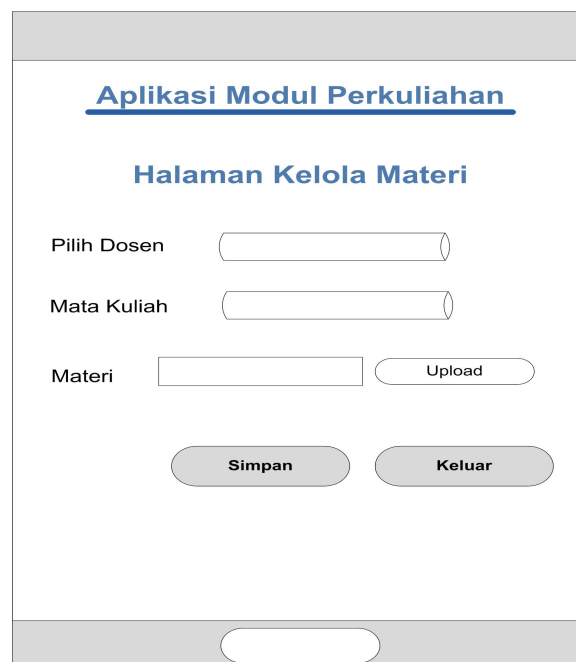 Aplikasi Modul Perkuliahan
Halaman Kelola Materi
Pilih Dosen
Mata Kuliah
Materi
Upload
Simpan
Keluar